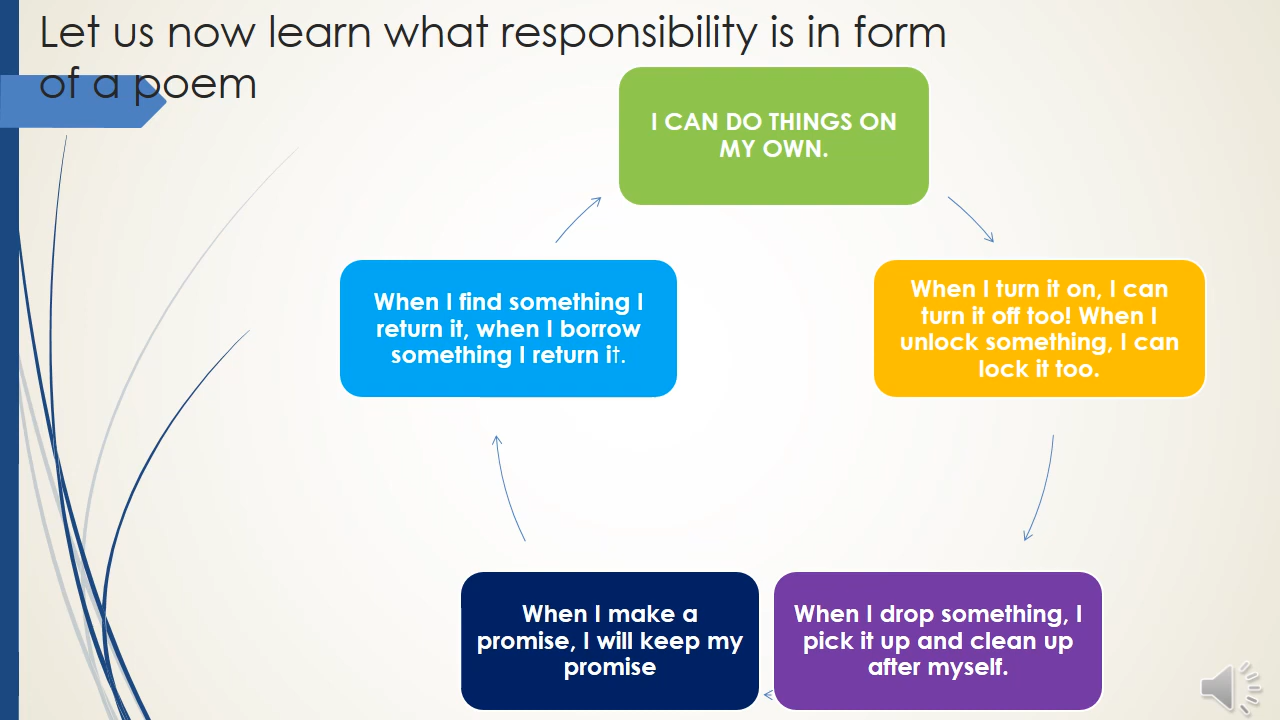 Let us now learn what responsibility is in form
of a poem
I CAN DO THINGS ON
MY OWN.
When I turn it on, I can
turn it off too! When I
unlock something, I can
lock it too.
When I drop something, I
pick it up and clean up
after myself.
When I make a
promise, I will keep my
promise
When I find something I
return it, when I borrow
something I return it.